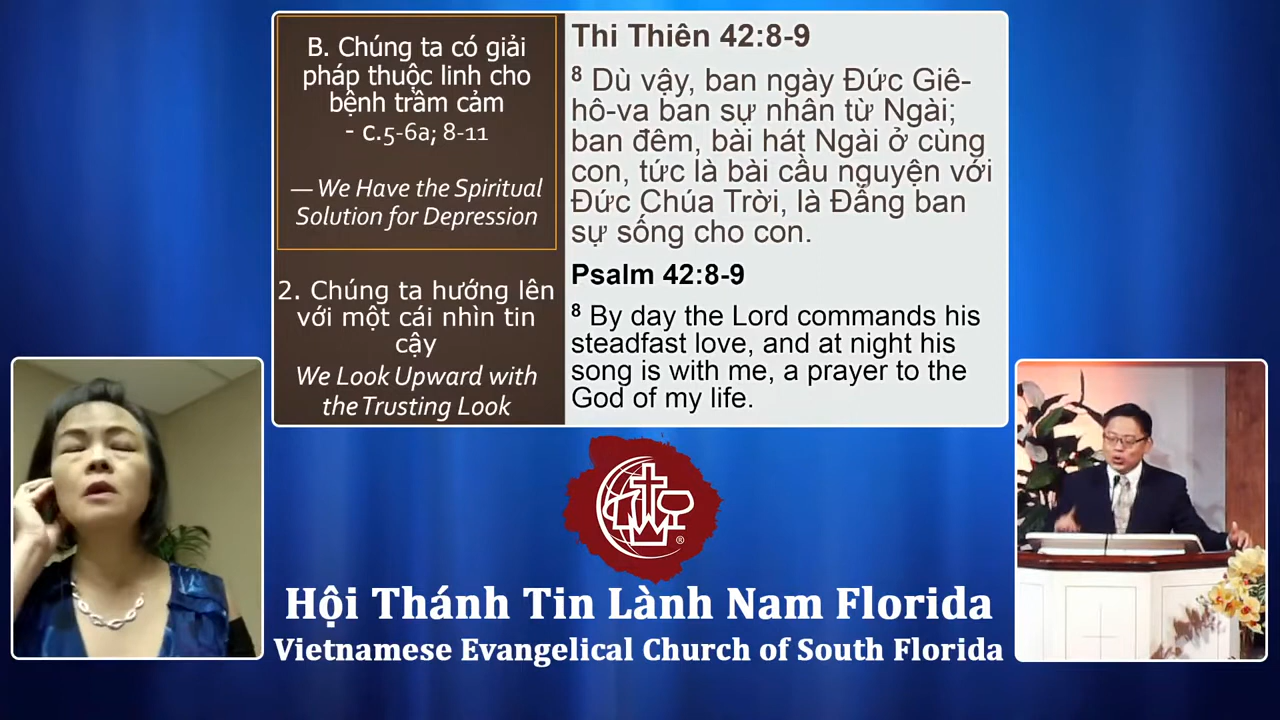 B. Chúng ta có giải
pháp thuộc linh cho
bệnh trầm cảm
- c.5-6a; 8-11
— We Have the Spiritual
Solution for Depression
2. Chúng ta hướng lên
với một cái nhìn tin
cậy
We Look Upward with
the Trusting Look
Thi Thiên 42:8-9
8 Dù vậy, ban ngày Đức Giê-
hô-va ban sự nhân từ Ngài;
ban đêm, bài hát Ngài ở cùng
con, tức là bài cầu nguyện với
Đức Chúa Trời, là Đấng ban
sự sống cho con.
Psalm 42:8-9
8 By day the Lord commands his
steadfast love, and at night his
song is with me, a prayer to the
God of my life.
®
Hội Thánh Tin Lành Nam Florida
Vietnamese Evangelical Church of South Florida